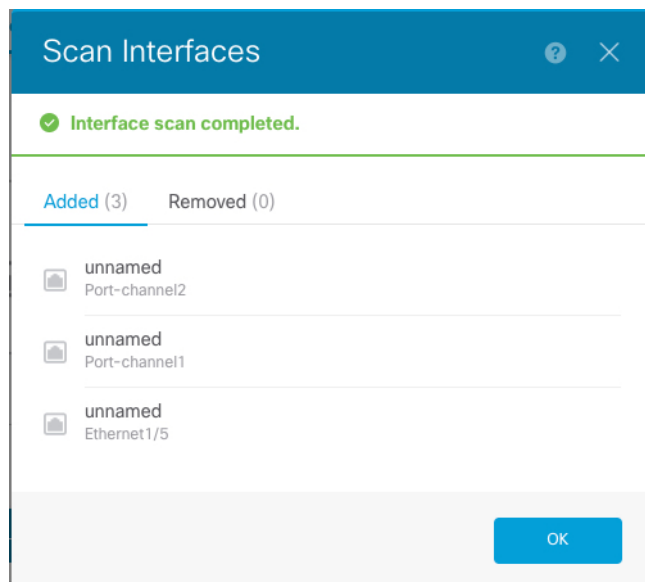 Scan Interfaces
Interface scan completed.
Added (3) Removed (0)
unnamed
Port-channel2
unnamed
Port-channel1
unnamed
Ethernet1/5
OK